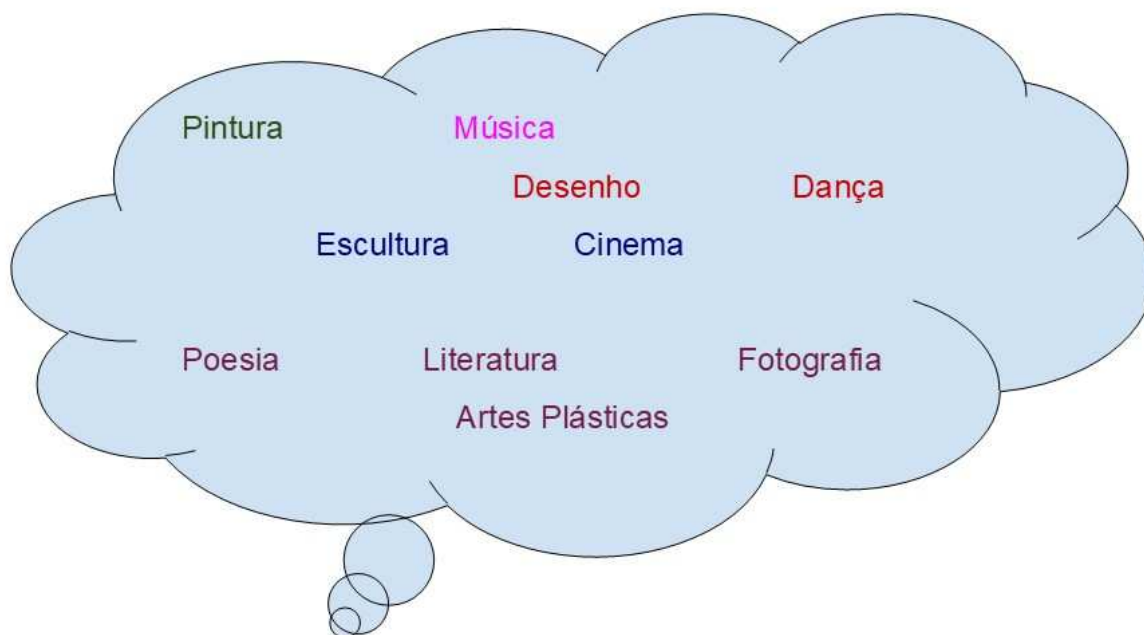 Pintura Música
Desenho Dança
Escultura Cinema
Poesia Literatura Fotografia
Artes Plásticas